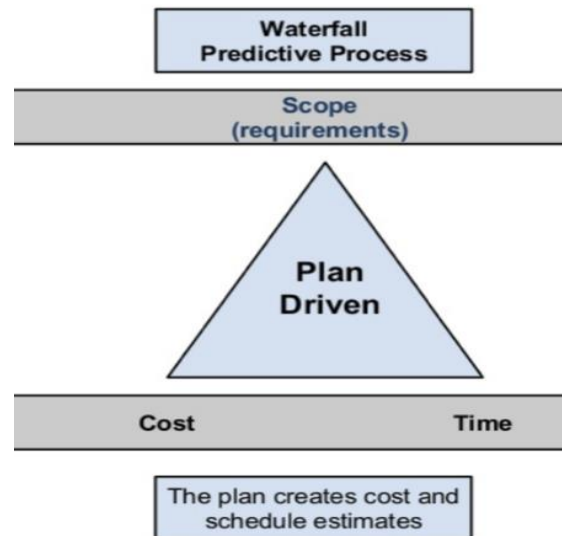 Waterfall
Predictive Process
Scope
(requirements)
Plan
Driven
Cost Time
The plan creates cost and
schedule estimates